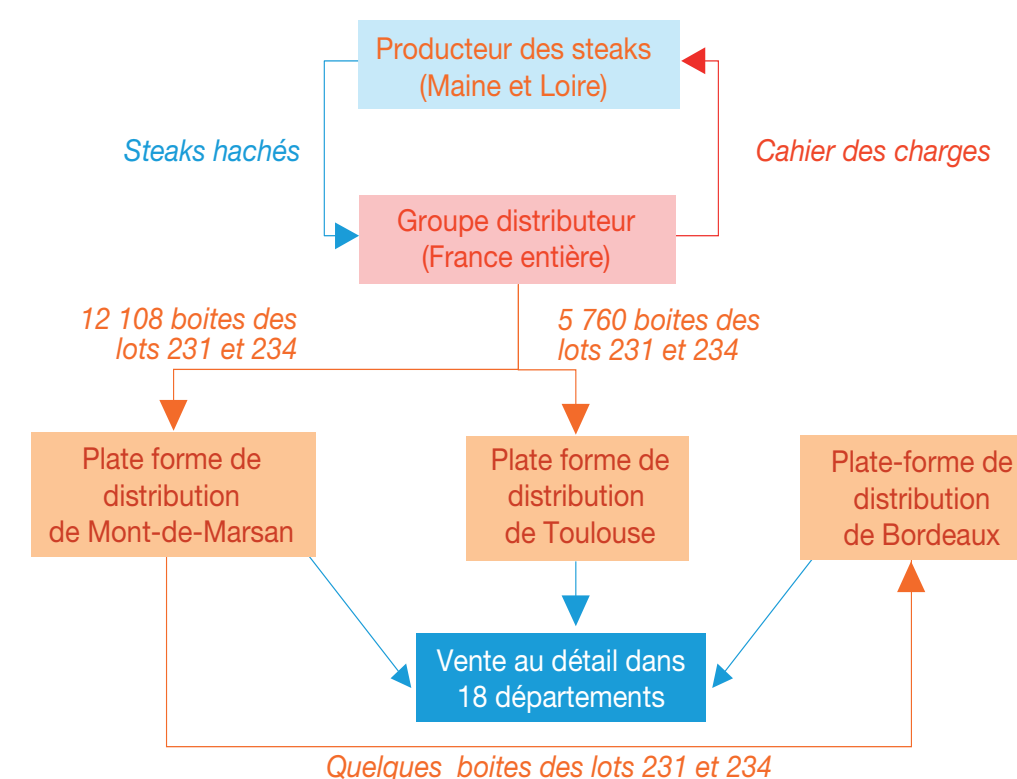 Producteur des steaks
(Maine et Loire)
Steaks hachés
Cahier des charges
Groupe distributeur
(France entière)
12 108 boites des
lots 231 et 234
5 760 boites des
lots 231 et 234
Plate forme de
distribution
de Mont-de-Marsan
Plate forme de
distribution
de Toulouse
Plate-forme de
distribution
de Bordeaux
Vente au détail dans
18 départements
Quelques boites des lots 231 et 234